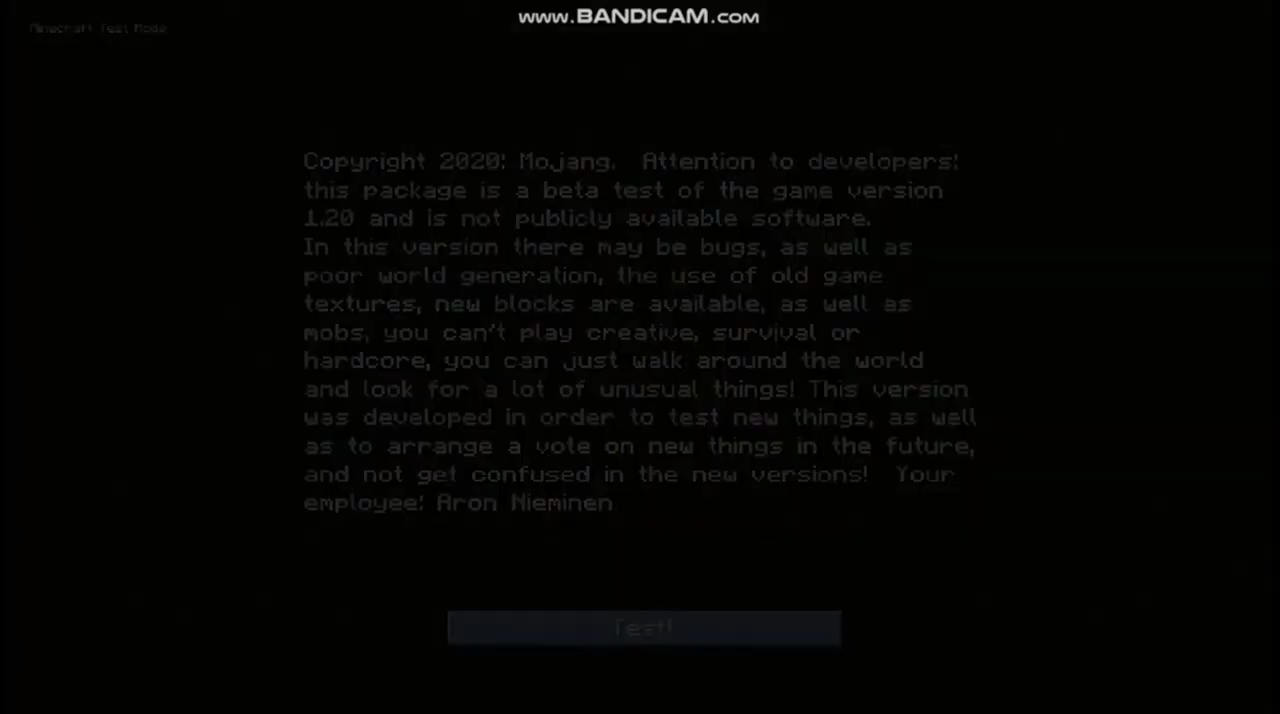 www.BANDICAM.com
Minecraft Test Mode
Copyright 2020: Mojang. Attention to developers:
this package is a beta test of the game version
1.20 and is not publicly available software.
In this version there may be bugs, as well as
poor world generation, the use of old game
textures, new blocks are available, as well as
mobs, you can't play creative, survival or
hardcore, you can just walk around the world
and look for a lot of unusual things! This version
was developed in order to test new things, as well
as to arrange a vote on new things in the future,
and not get confused in the new versions! Your
employee: Aron Nieminen
Test!